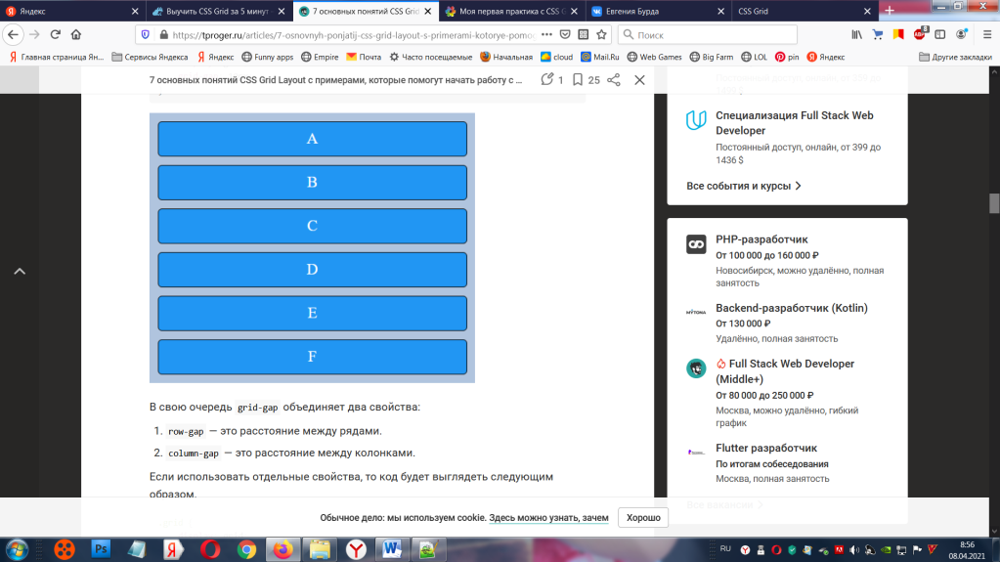 Яндекс
Выучить CSS Grid за 5 минут
7 основных понятий CSS Grid
Моя первая практика с CSS G
Евгения Бурда
CSS Grid
https://tproger.ru/articles/7-osnovnyh-ponjatij-css-grid-layout-s-primerami-kotorye-pomo
Поиск
Главная страница Ян...
Сервисы Яндекса
Яндекс
Funny apps
Empire
Почта
Часто посещаемые
Начальная
cloud
Mail.Ru
Web Games
Big Farm
LOL
pin
Яндекс
Другие закладки
7 основных понятий CSS Grid Layout с примерами, которые помогут начать работу с ...
1
25
A
B
C
D
E
F
В свою очередь grid-gap объединяет два свойства:
1. row-gap — это расстояние между рядами.
2. column-gap — это расстояние между колонками.
Если использовать отдельные свойства, то код будет выглядеть следующим
образом.
Специализация Full Stack Web
Developer
Постоянный доступ, онлайн, от 399 до
1436 $
Все события и курсы
PHP-разработчик
От 100 000 до 160 000 ₽
Новосибирск, можно удалённо, полная
занятость
MYTONA
Backend-разработчик (Kotlin)
От 130 000 ₽
Удалённо, полная занятость
Full Stack Web Developer
(Middle+)
От 80 000 до 250 000 ₽
Москва, можно удалённо, гибкий
график
Flutter разработчик
По итогам собеседования
Москва, полная занятость
Все вакансии
Обычное дело: мы используем cookie. Здесь можно узнать, зачем
Хорошо
RU
8:56
08.04.2021